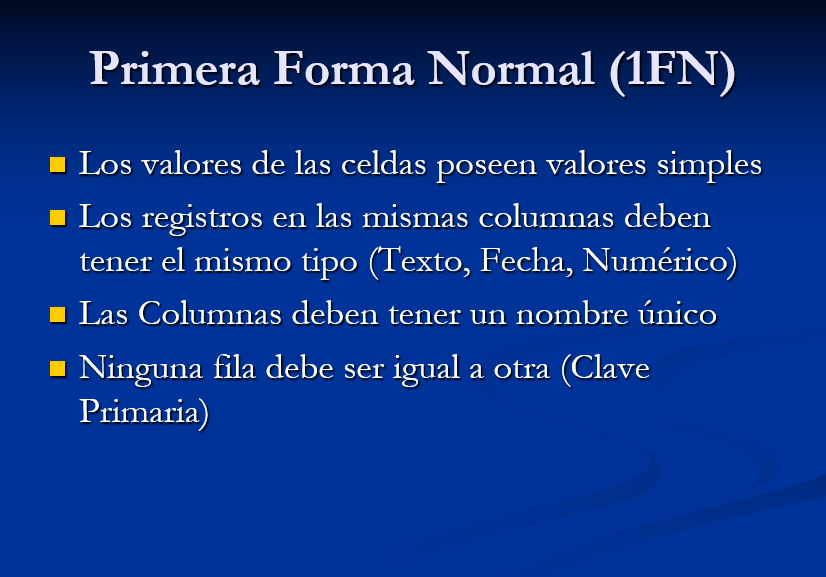 Primera Forma Normal (1FN)
Los valores de las celdas poseen valores simples
Los registros en las mismas columnas deben
tener el mismo tipo (Texto, Fecha, Numérico)
Las Columnas deben tener un nombre único
Ninguna fila debe ser igual a otra (Clave
Primaria)